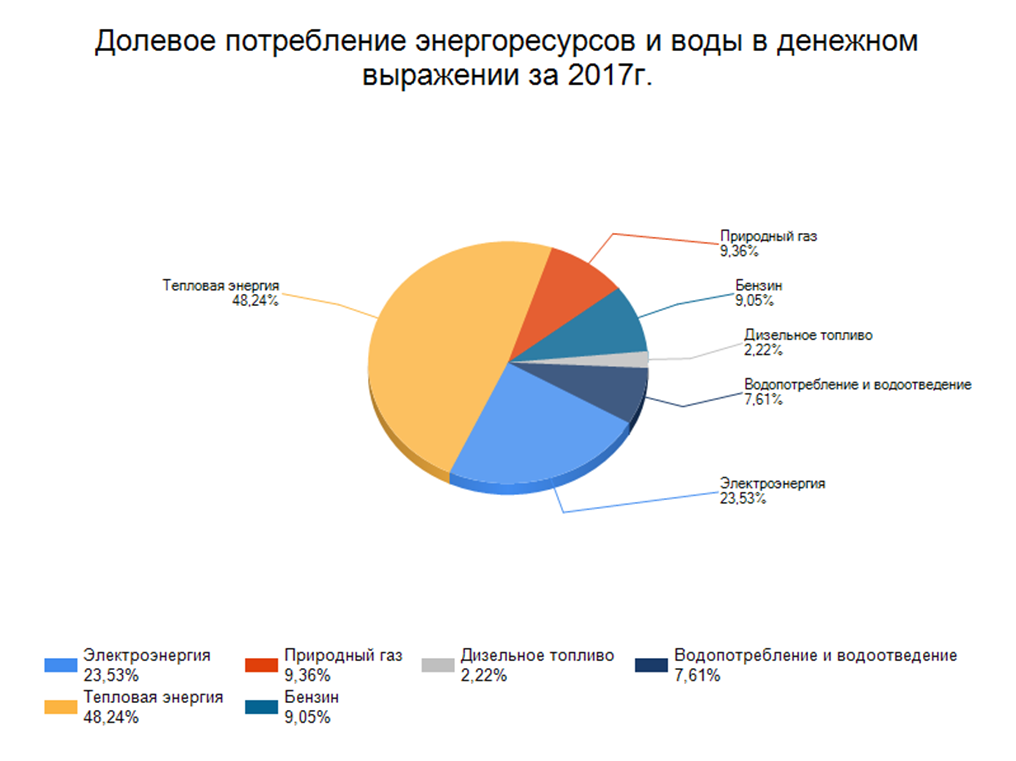 Долевое потребление энергоресурсов и воды в денежном
выражении за 2017г.
Природный газ
9,36%
Тепловая энергия
48,24%
Бензин
9,05%
Дизельное топливо
2,22%
Водопотребление и водоотведение
7,61%
Электроэнергия
23,53%
Электроэнергия
23,53%
Природный газ
9,36%
Дизельное топливо
2,22%
Водопотребление и водоотведение
7,61%
Тепловая энергия
48,24%
Бензин
9,05%